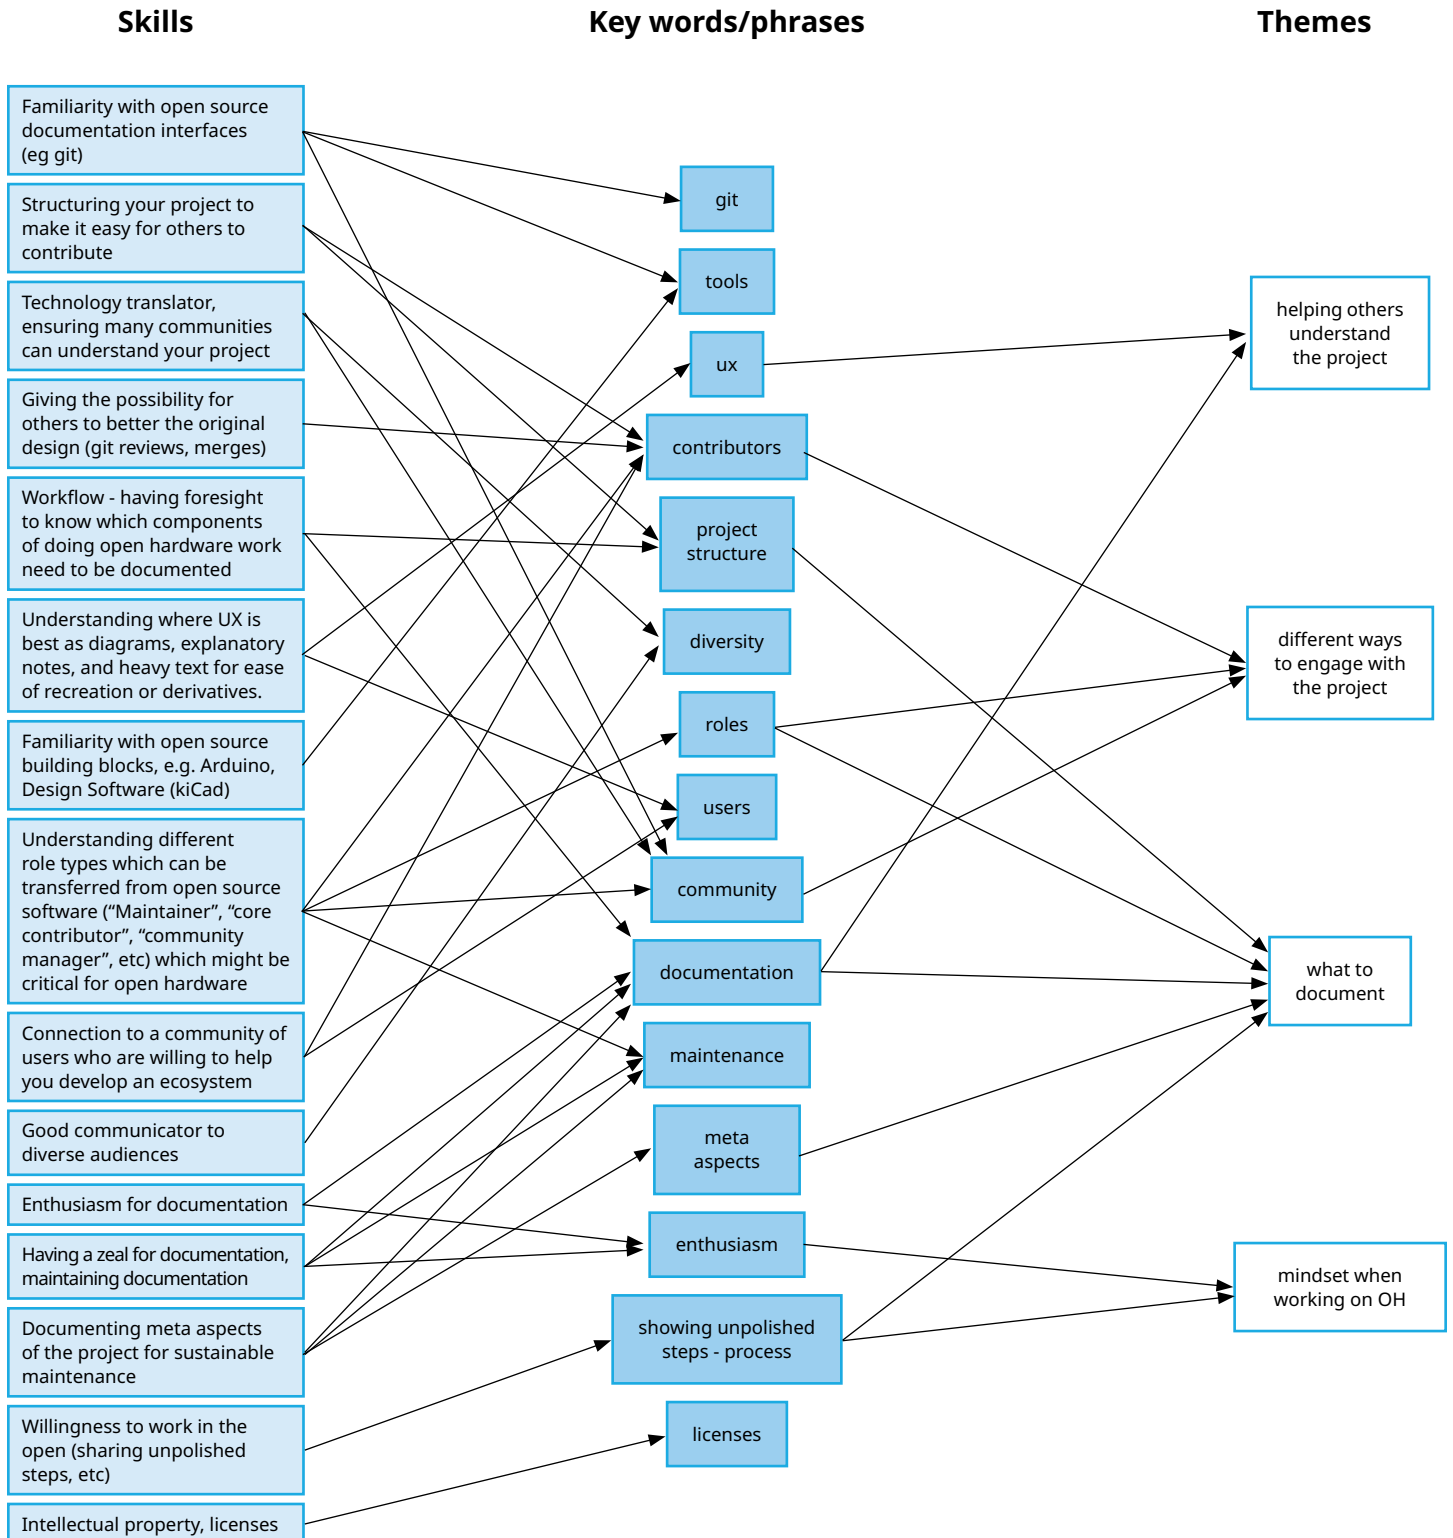 Skills
Key words/phrases
Themes
Familiarity with open source
documentation interfaces
(eg git)
Structuring your project to
make it easy for others to
contribute
Technology translator,
ensuring many communities
can understand your project
Giving the possibility for
others to better the original
design (git reviews, merges)
Workflow - having foresight
to know which components
of doing open hardware work
need to be documented
Understanding where UX is
best as diagrams, explanatory
notes, and heavy text for ease
of recreation or derivatives.
Familiarity with open source
building blocks, e.g. Arduino,
Design Software (kiCad)
Understanding different
role types which can be
transferred from open source
software (“Maintainer”, “core
contributor”, “community
manager”, etc) which might be
critical for open hardware
Connection to a community of
users who are willing to help
you develop an ecosystem
Good communicator to
diverse audiences
Enthusiasm for documentation
Having a zeal for documentation,
maintaining documentation
Documenting meta aspects
of the project for sustainable
maintenance
Willingness to work in the
open (sharing unpolished
steps, etc)
Intellectual property, licenses
git
tools
ux
contributors
project
structure
diversity
roles
users
community
documentation
maintenance
meta
aspects
enthusiasm
showing unpolished
steps - process
licenses
helping others
understand
the project
different ways
to engage with
the project
what to
document
mindset when
working on OH